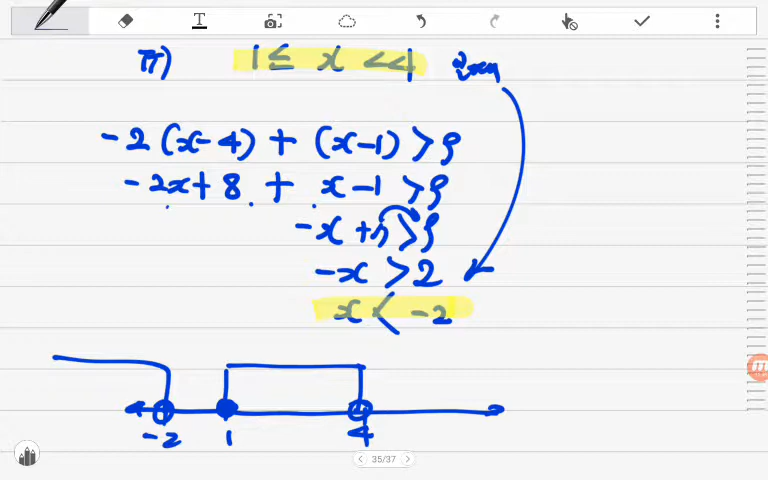 II) 1 ≤ x < 4
-2 (x-4) + (x-1) > 9
-2x + 8 + x-1 > 9
-x + 7 > 9
-x > 2
x < -2
-2 1 4
35/37